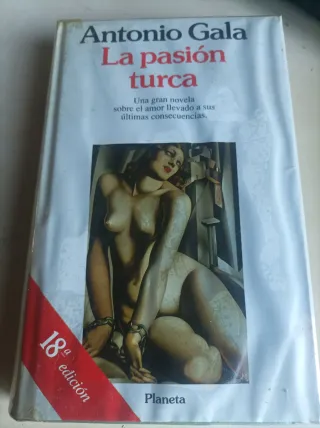 Antonio Gala
La pasión
turca
Una gran novela
sobre el amor llevado a sus
últimas consecuencias.
18ª edición
Planeta